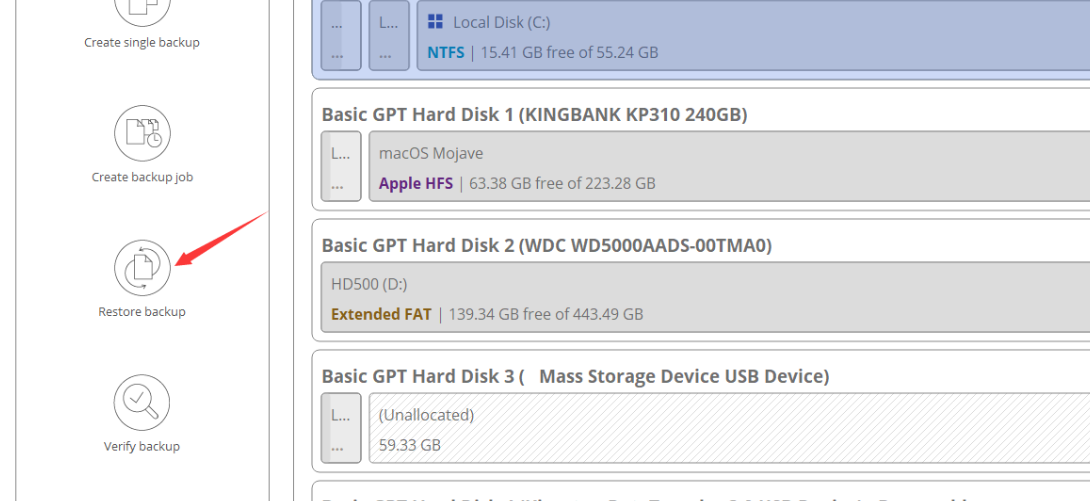 Create single backup
Create backup job
Restore backup
Verify backup
... L... Local Disk (C:)
... ... NTFS | 15.41 GB free of 55.24 GB
Basic GPT Hard Disk 1 (KINGBANK KP310 240GB)
L... macOS Mojave
... Apple HFS | 63.38 GB free of 223.28 GB
Basic GPT Hard Disk 2 (WDC WD5000AADS-00TMA0)
HD500 (D:)
Extended FAT | 139.34 GB free of 443.49 GB
Basic GPT Hard Disk 3 ( Mass Storage Device USB Device)
L... (Unallocated)
... 59.33 GB